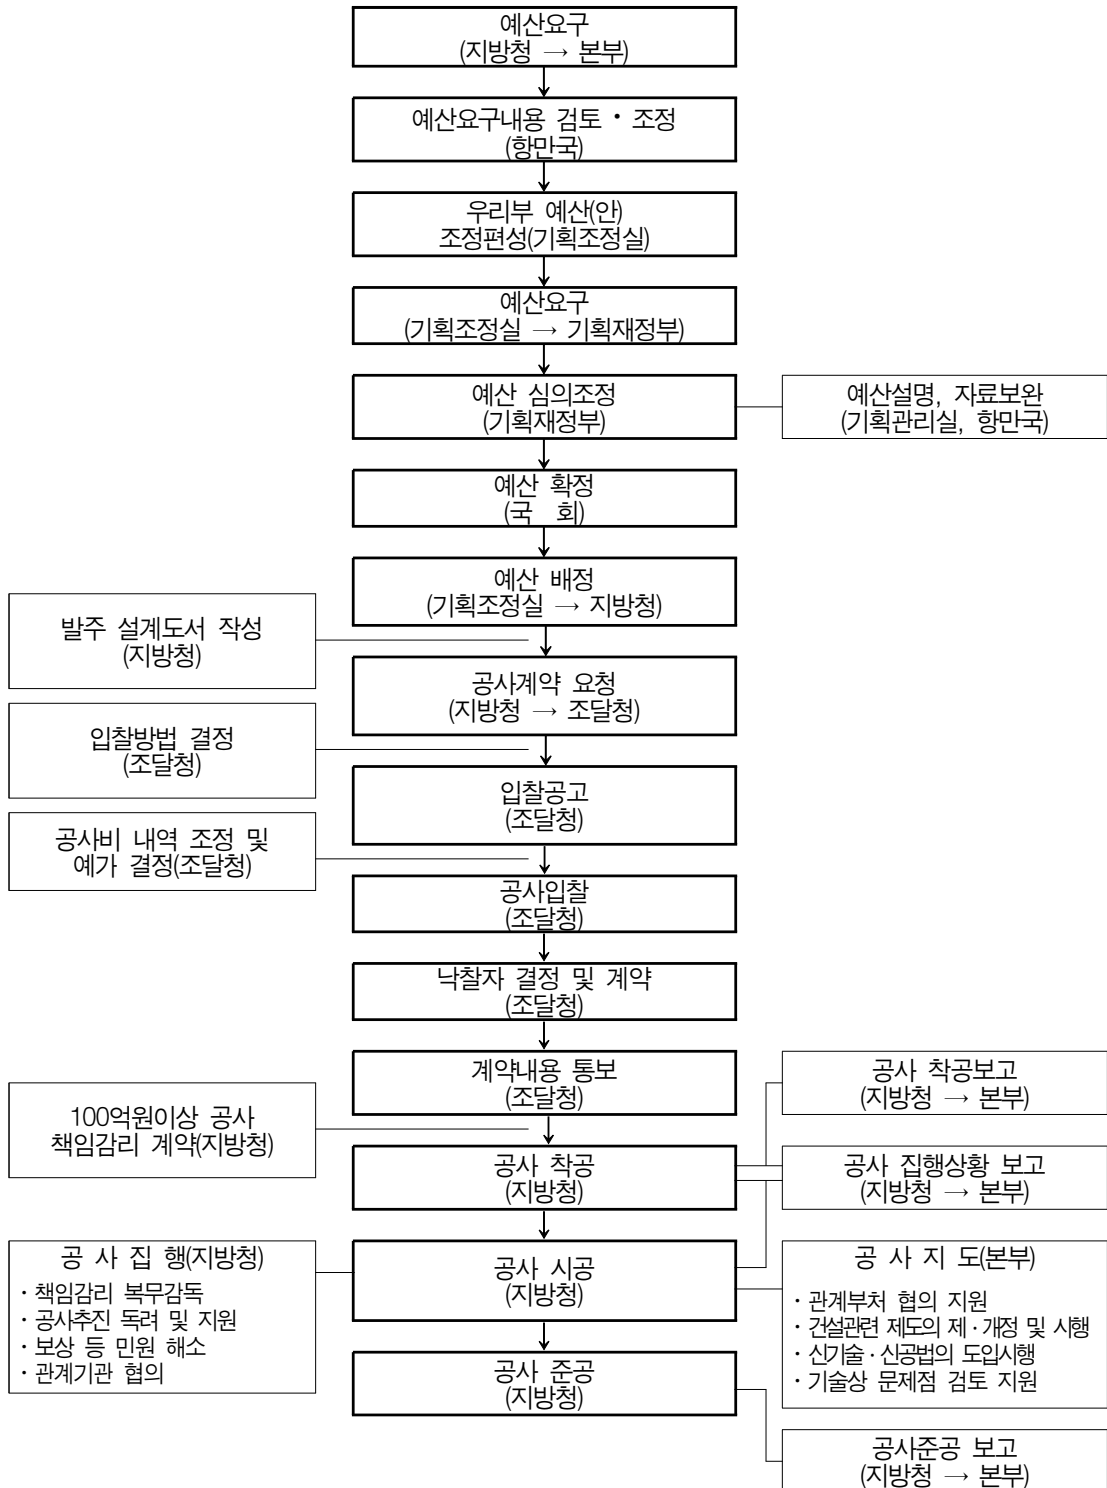 예산요구
(지방청 → 본부)
예산요구내용 검토・조정
(항만국)
우리부 예산(안)
조정편성(기획조정실)
예산요구
(기획조정실 → 기획재정부)
예산 심의조정
(기획재정부)
예산설명, 자료보완
(기획관리실, 항만국)
예산 확정
(국 회)
예산 배정
(기획조정실 → 지방청)
발주 설계도서 작성
(지방청)
공사계약 요청
(지방청 → 조달청)
입찰방법 결정
(조달청)
입찰공고
(조달청)
공사비 내역 조정 및
예가 결정(조달청)
공사입찰
(조달청)
낙찰자 결정 및 계약
(조달청)
계약내용 통보
(조달청)
공사 착공보고
(지방청 → 본부)
100억원이상 공사
책임감리 계약(지방청)
공사 착공
(지방청)
공사 집행상황 보고
(지방청 → 본부)
공 사 집 행(지방청)
· 책임감리 복무감독
· 공사추진 독려 및 지원
· 보상 등 민원 해소
· 관계기관 협의
공사 시공
(지방청)
공 사 지 도(본부)
· 관계부처 협의 지원
· 건설관련 제도의 제·개정 및 시행
· 신기술·신공법의 도입시행
· 기술상 문제점 검토 지원
공사 준공
(지방청)
공사준공 보고
(지방청 → 본부)